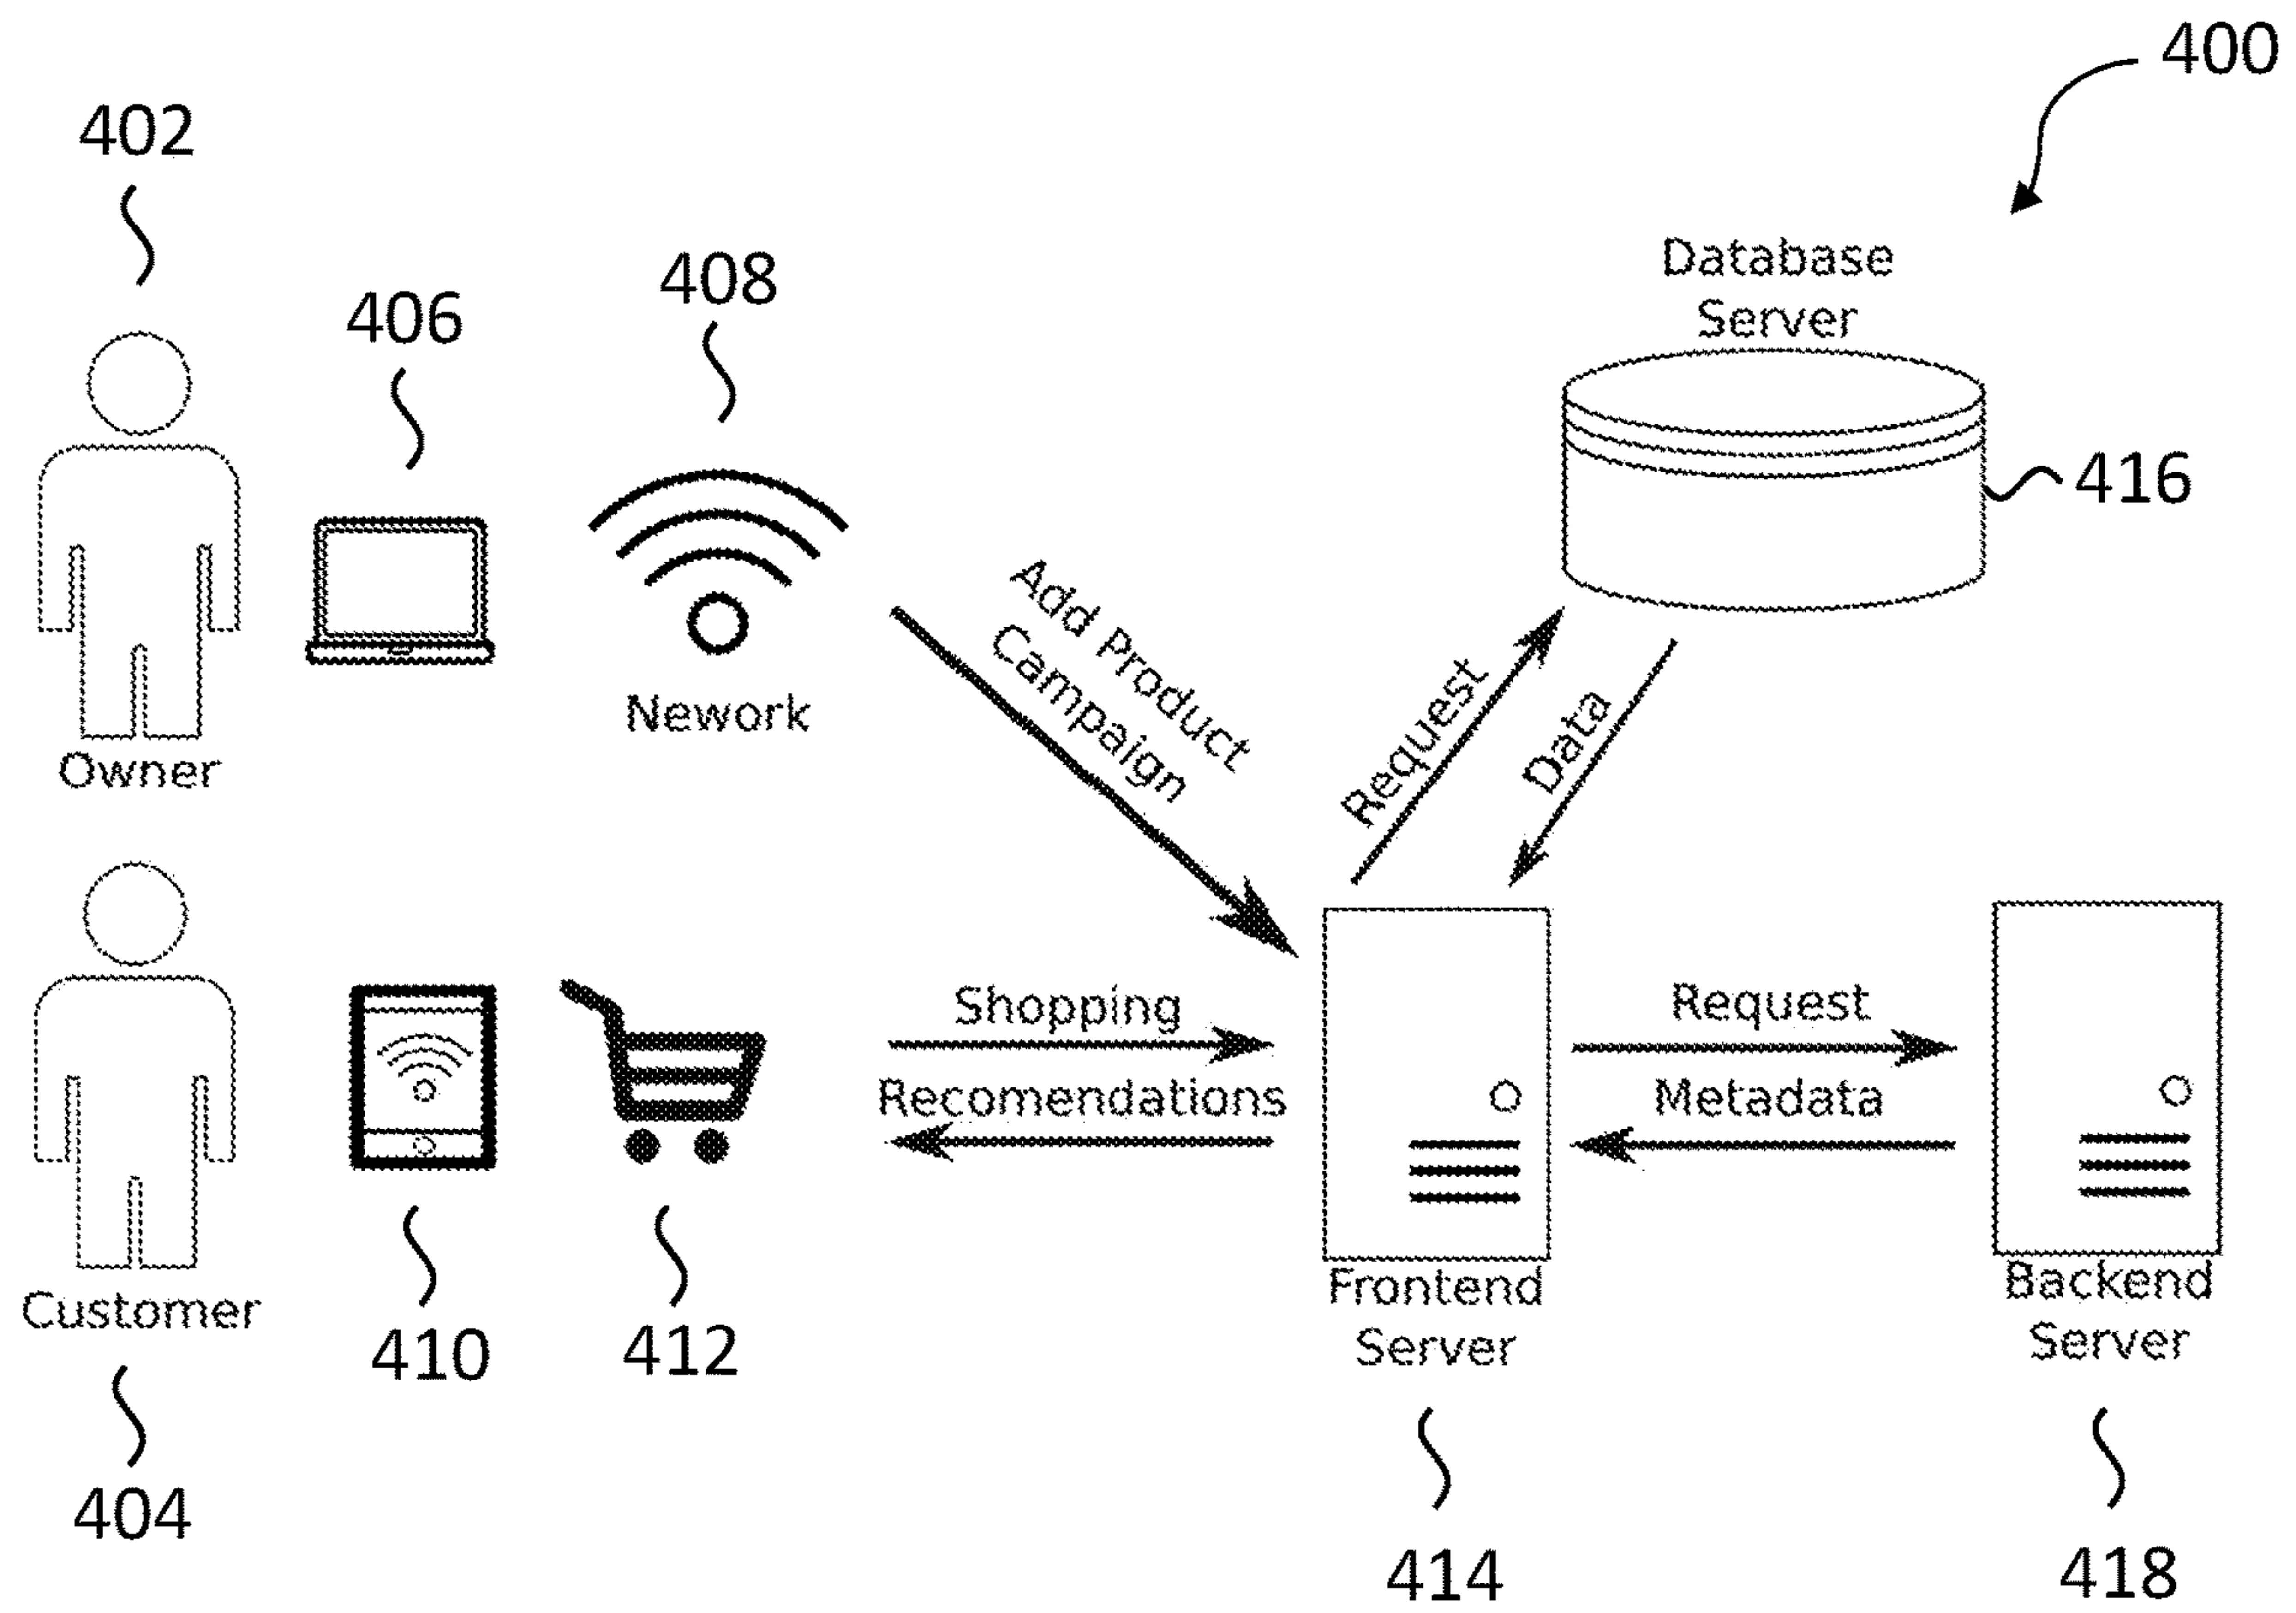 400
402
406
408
Database
Server
416
Nework
Owner
Add Product
Campaign
Request
Data
Shopping
Recomendations
Request
Metadata
Customer
410
412
404
Frontend
Server
Backend
Server
414
418